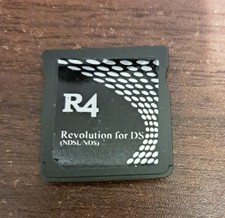 R4
Revolution for DS
(NDSL/NDS)